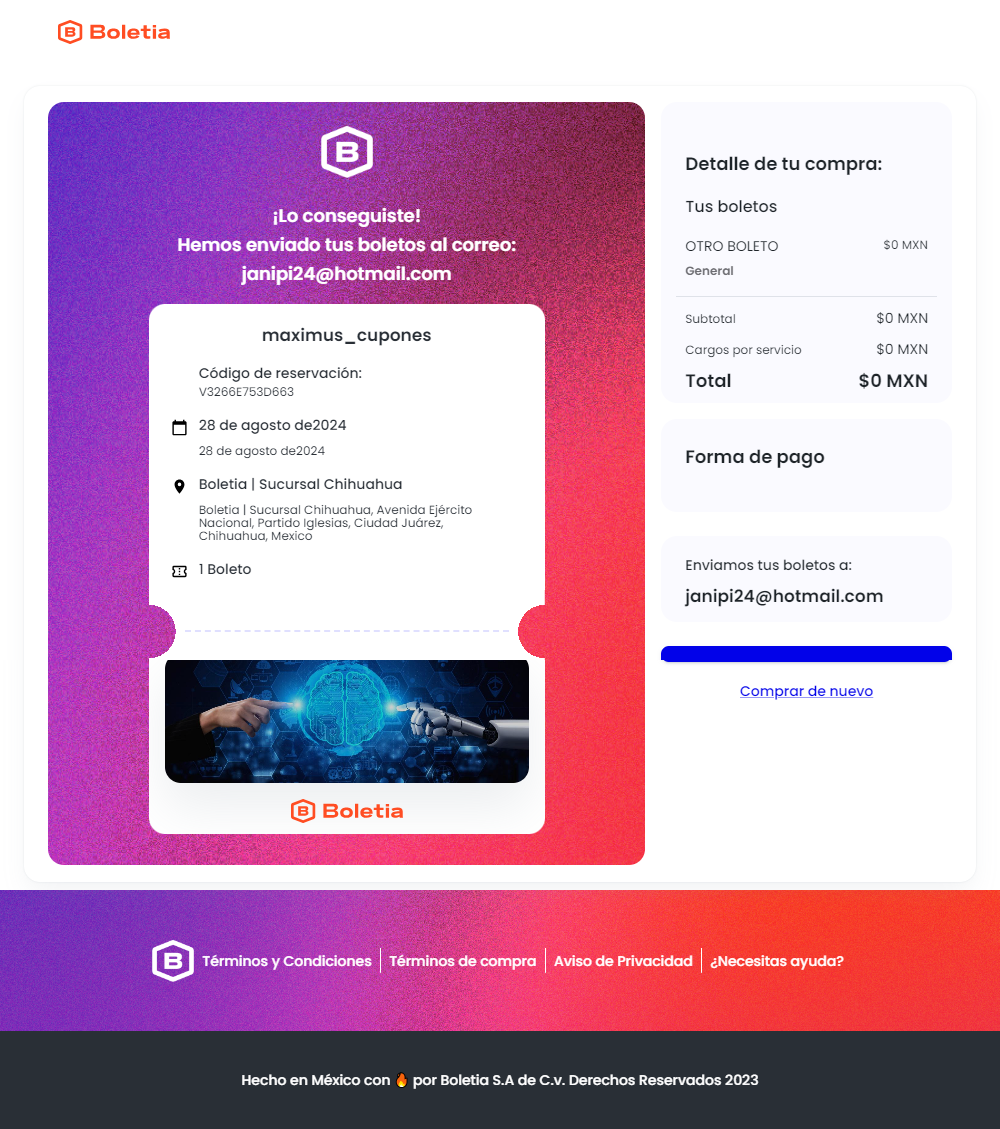 Boletia
¡Lo conseguiste!
Hemos enviado tus boletos al correo:
janipi24@hotmail.com
maximus_cupones
Código de reservación:
V3266E753D663
28 de agosto de2024
28 de agosto de2024
Boletia | Sucursal Chihuahua
Boletia | Sucursal Chihuahua, Avenida Ejército
Nacional, Partido Iglesias, Ciudad Juárez,
Chihuahua, Mexico
1 Boleto
Boletia
Detalle de tu compra:
Tus boletos
OTRO BOLETO $0 MXN
General
Subtotal $0 MXN
Cargos por servicio $0 MXN
Total $0 MXN
Forma de pago
Enviamos tus boletos a:
janipi24@hotmail.com
Comprar de nuevo
Términos y Condiciones Términos de compra Aviso de Privacidad ¿Necesitas ayuda?
Hecho en México con 🔥 por Boletia S.A de C.v. Derechos Reservados 2023